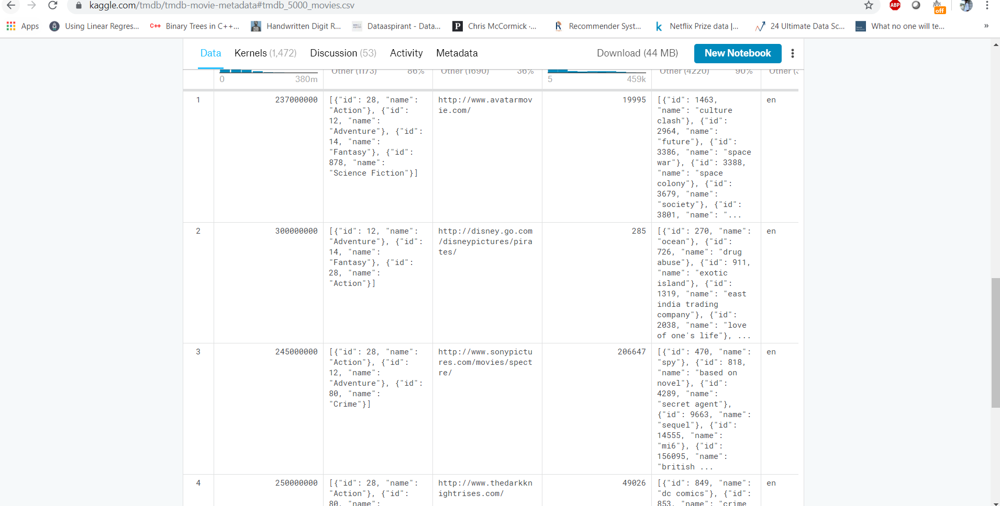 kaggle.com/tmdb/tmdb-movie-metadata#tmdb_5000_movies.csv
ABP
off
Apps
Using Linear Regres...
C++ Binary Trees in C++...
Handwritten Digit R...
Dataaspirant - Data...
P Chris McCormick ·...
R Recommender Syst...
k Netflix Prize data |...
24 Ultimate Data Sc...
What no one will te...
»
Data
Kernels (1,472)
Discussion (53)
Activity
Metadata
Download (44 MB)
New Notebook
0 380m
Other (1173) 86%
Other (1690) 36%
5 459k
Other (4220) 90%
Other
1
237000000
[{"id": 28, "name":
"Action"}, {"id":
12, "name":
"Adventure"}, {"id":
14, "name":
"Fantasy"}, {"id":
878, "name":
"Science Fiction"}]
http://www.avatarmov
ie.com/
19995
[{"id": 1463,
"name": "culture
clash"}, {"id":
2964, "name":
"future"}, {"id":
3386, "name": "space
war"}, {"id": 3388,
"name": "space
colony"}, {"id":
3679, "name":
"society"}, {"id":
3801, "name": "...
en
2
300000000
[{"id": 12, "name":
"Adventure"}, {"id":
14, "name":
"Fantasy"}, {"id":
28, "name":
"Action"}]
http://disney.go.com
/disneypictures/pira
tes/
285
[{"id": 270, "name":
"ocean"}, {"id":
726, "name": "drug
abuse"}, {"id": 911,
"name": "exotic
island"}, {"id":
1319, "name": "east
india trading
company"}, {"id":
2038, "name": "love
of one's life"}, ...
en
3
245000000
[{"id": 28, "name":
"Action"}, {"id":
12, "name":
"Adventure"}, {"id":
80, "name":
"Crime"}]
http://www.sonypictu
res.com/movies/spect
re/
206647
[{"id": 470, "name":
"spy"}, {"id": 818,
"name": "based on
novel"}, {"id":
4289, "name":
"secret agent"},
{"id": 9663, "name":
"sequel"}, {"id":
14555, "name":
"mi6"}, {"id":
156095, "name":
"british ...
en
4
250000000
[{"id": 28, "name":
"Action"}, {"id":
80, "name":
http://www.thedarkkn
ightrises.com/
49026
[{"id": 849, "name":
"dc comics"}, {"id":
853, "name": "crime
en